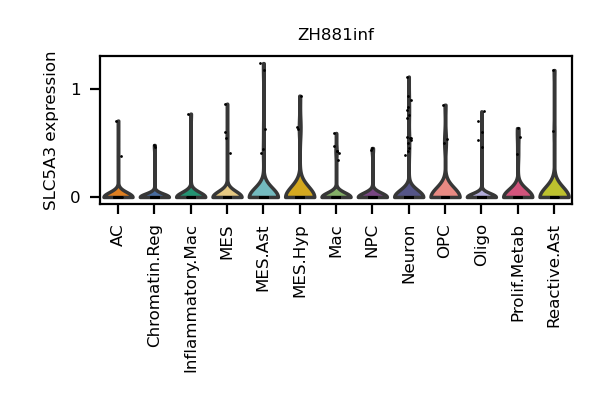 ZH881inf
SLC5A3 expression
1
0
AC
Chromatin.Reg
Inflammatory.Mac
MES
MES.Ast
MES.Hyp
Mac
NPC
Neuron
OPC
Oligo
Prolif.Metab
Reactive.Ast